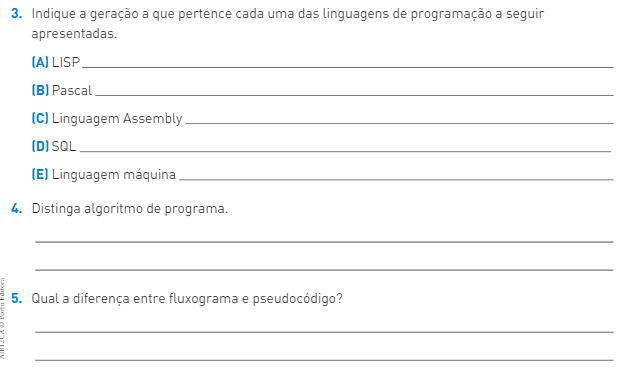 3. Indique a geração a que pertence cada uma das linguagens de programação a seguir
apresentadas.
(A) LISP
(B) Pascal
(C) Linguagem Assembly
(D) SQL
(E) Linguagem máquina
4. Distinga algoritmo de programa.
5. Qual a diferença entre fluxograma e pseudocódigo?